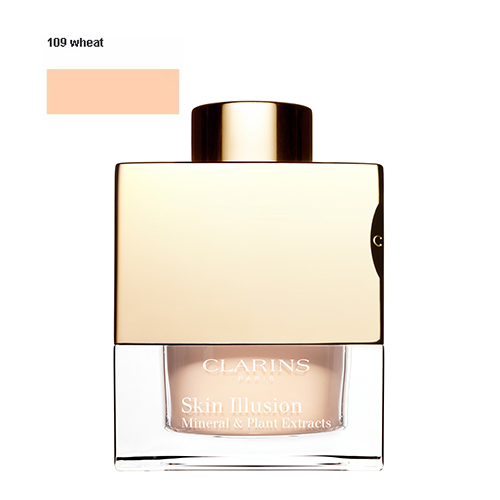 109 wheat
C
CLARINS
PARIS
Skin Illusion
Mineral & Plant Extracts